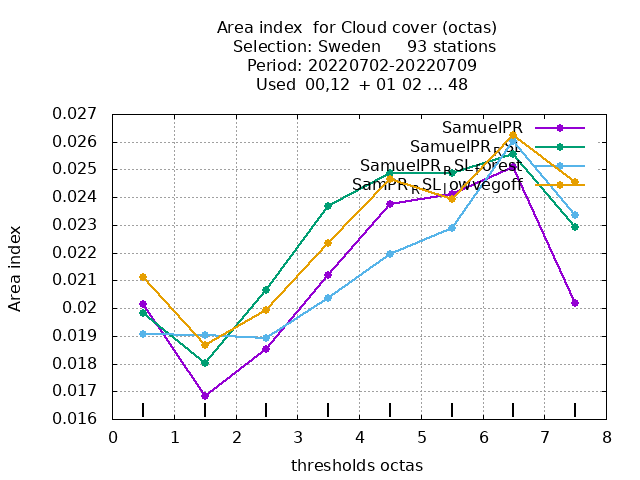 Area index  for Cloud cover (octas)
Selection: Sweden     93 stations
Period: 20220702-20220709
Used  00,12  + 01 02 ... 48
0.027
0.026
0.025
0.024
0.023
0.022
0.021
0.02
0.019
0.018
0.017
0.016
Area index
SamuelPR
SamuelPR_RSL
SamuelPR_RSL_forest
SamPR_RSL_lowvegoff
0 1 2 3 4 5 6 7 8
thresholds octas